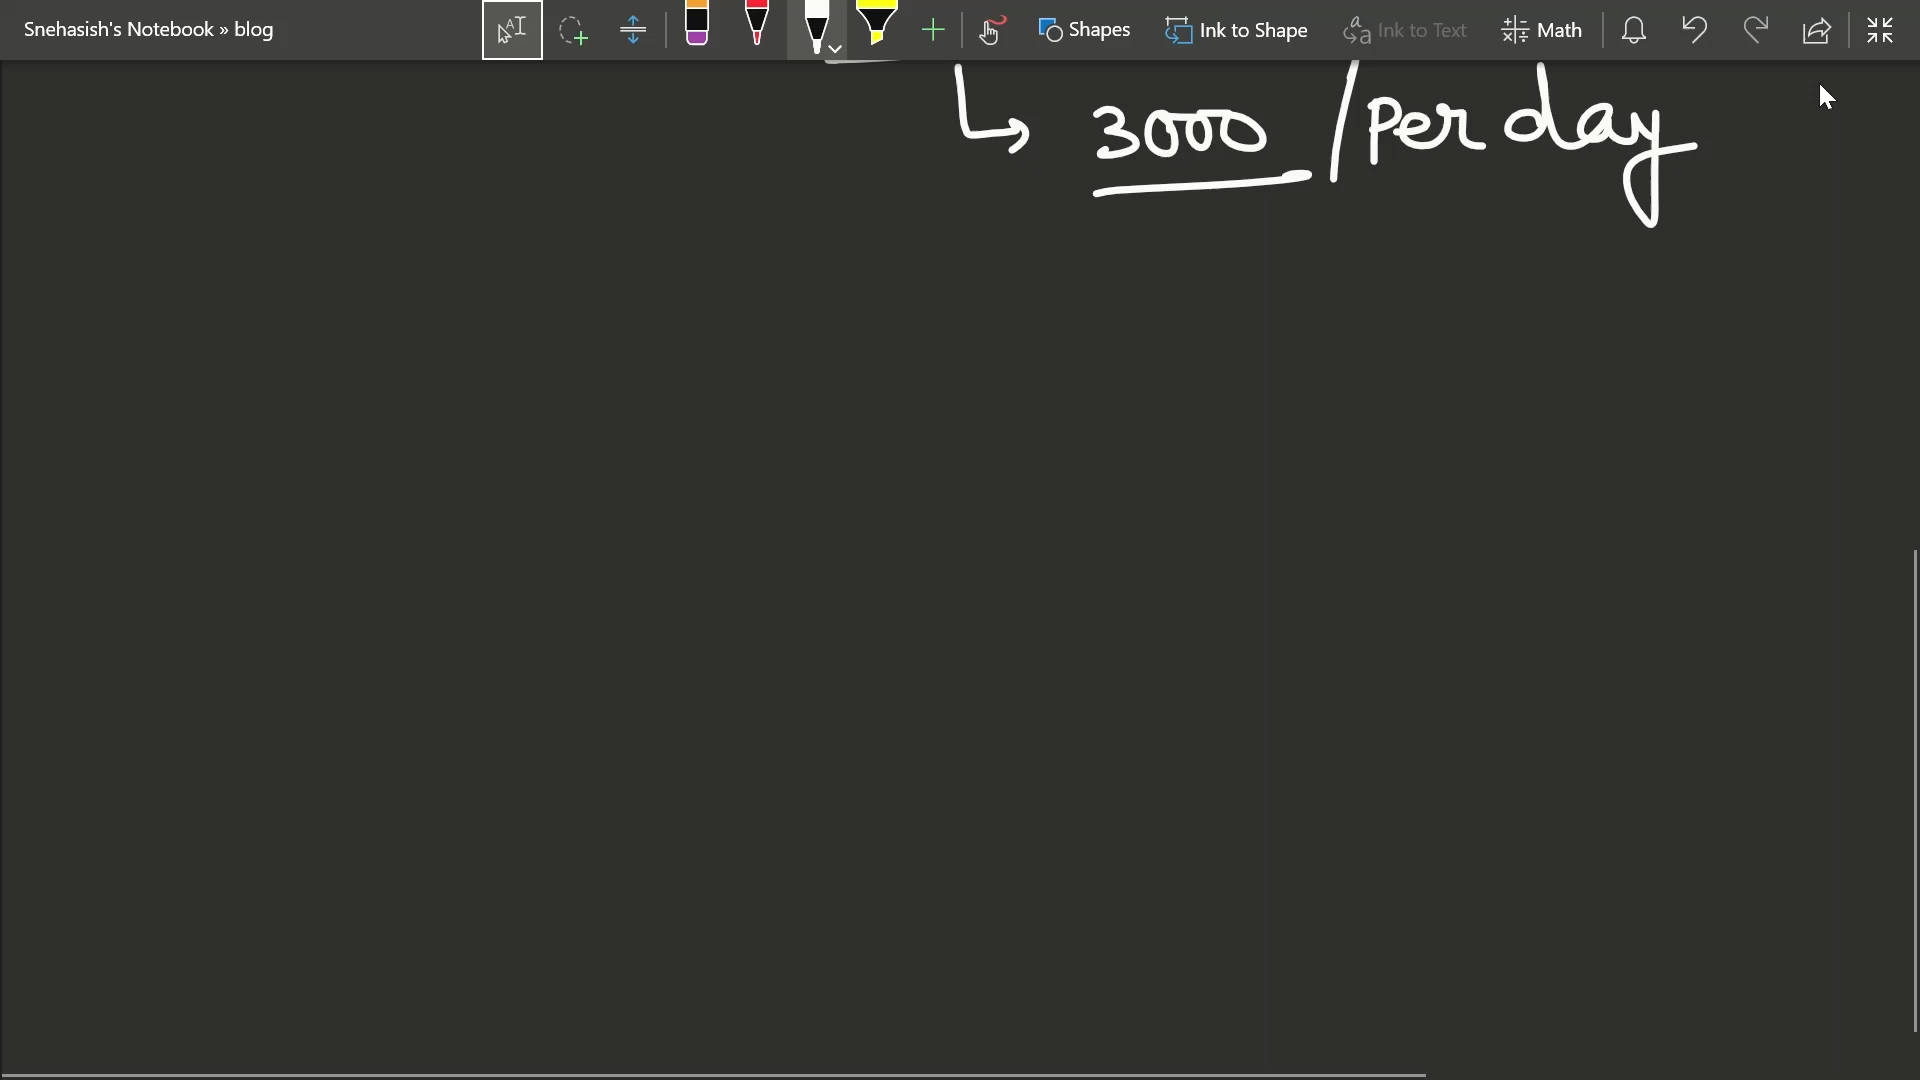 Snehasish's Notebook » blog Shapes Ink to Shape Ink to Text Math
3000 / per day